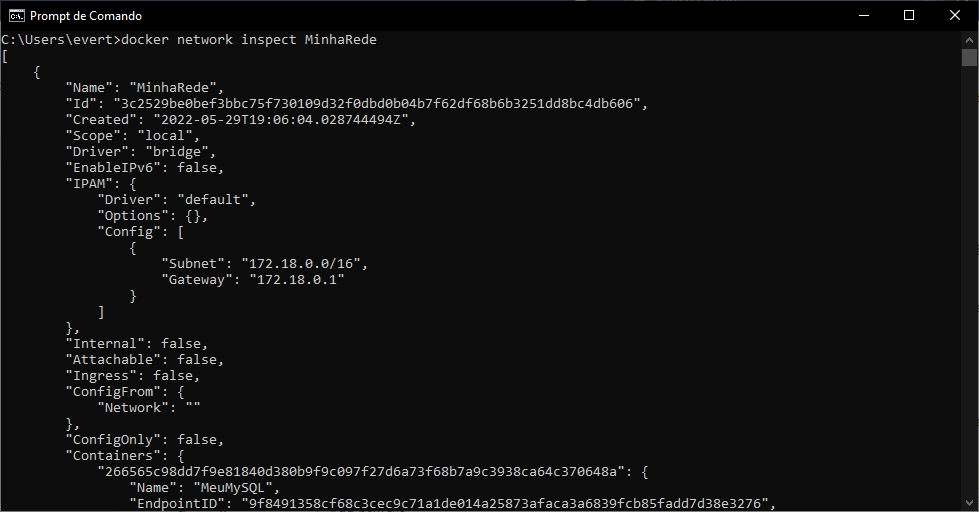 Prompt de Comando
C:\Users\evert>docker network inspect MinhaRede
[
    {
        "Name": "MinhaRede",
        "Id": "3c2529be0bef3bbc75f730109d32f0dbd0b04b7f62df68b6b3251dd8bc4db606",
        "Created": "2022-05-29T19:06:04.028744494Z",
        "Scope": "local",
        "Driver": "bridge",
        "EnableIPv6": false,
        "IPAM": {
            "Driver": "default",
            "Options": {},
            "Config": [
                {
                    "Subnet": "172.18.0.0/16",
                    "Gateway": "172.18.0.1"
                }
            ]
        },
        "Internal": false,
        "Attachable": false,
        "Ingress": false,
        "ConfigFrom": {
            "Network": ""
        },
        "ConfigOnly": false,
        "Containers": {
            "266565c98dd7f9e81840d380b9f9c097f27d6a73f68b7a9c3938ca64c370648a": {
                "Name": "MeuMySQL",
                "EndpointID": "9f8491358cf68c3cec9c71a1de014a25873afaca3a6839fcb85fadd7d38e3276",